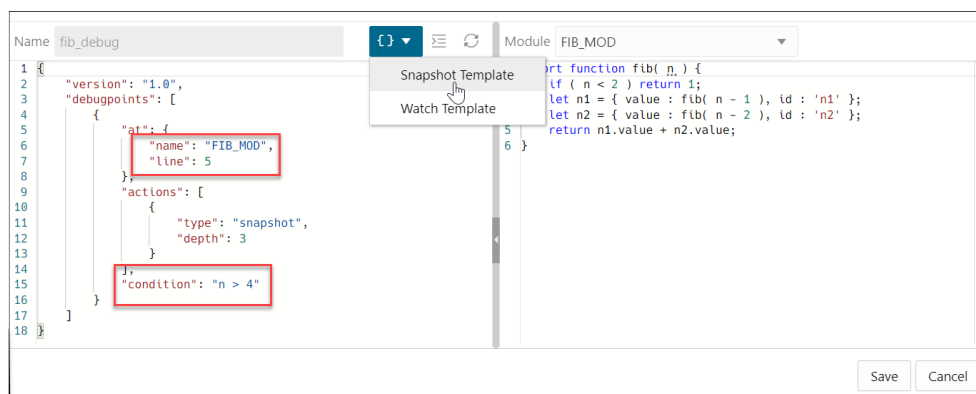 Name fib_debug {} Module FIB_MOD
Snapshot Template
Watch Template
1 {
2 "version": "1.0",
3 "debugpoints": [
4 {
5 "at": {
6 "name": "FIB_MOD",
7 "line": 5
8 },
9 "actions": [
10 {
11 "type": "snapshot",
12 "depth": 3
13 }
14 ],
15 "condition": "n > 4"
16 }
17 ]
18 }
function fib( n ) {
if ( n < 2 ) return 1;
let n1 = { value : fib( n - 1 ), id : 'n1' };
let n2 = { value : fib( n - 2 ), id : 'n2' };
5 return n1.value + n2.value;
6 }
Save Cancel